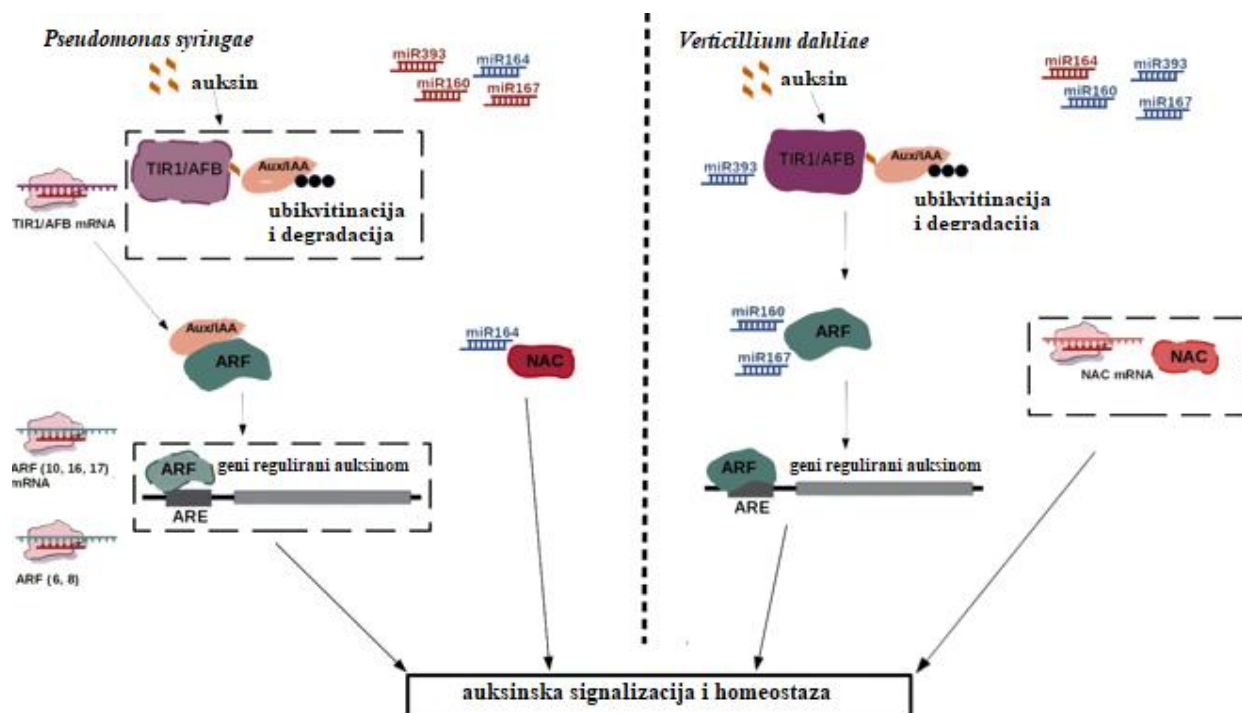 Pseudomonas syringae
auksin
miR393
miR164
miR160
miR167
TIR1/AFB
Aux/IAA
ubikvitinacija
i degradacija
TIR1/AFB mRNA
Aux/IAA
ARF
miR164
NAC
ARF (10, 16, 17)
mRNA
ARF
geni regulirani auksinom
ARE
ARF (6, 8)
Verticillium dahliae
auksin
miR164
miR393
miR160
miR167
miR393
TIR1/AFB
Aux/IAA
ubikvitinacija
i degradacija
miR160
ARF
miR167
NAC mRNA
NAC
ARF
geni regulirani auksinom
ARE
auksinska signalizacija i homeostaza